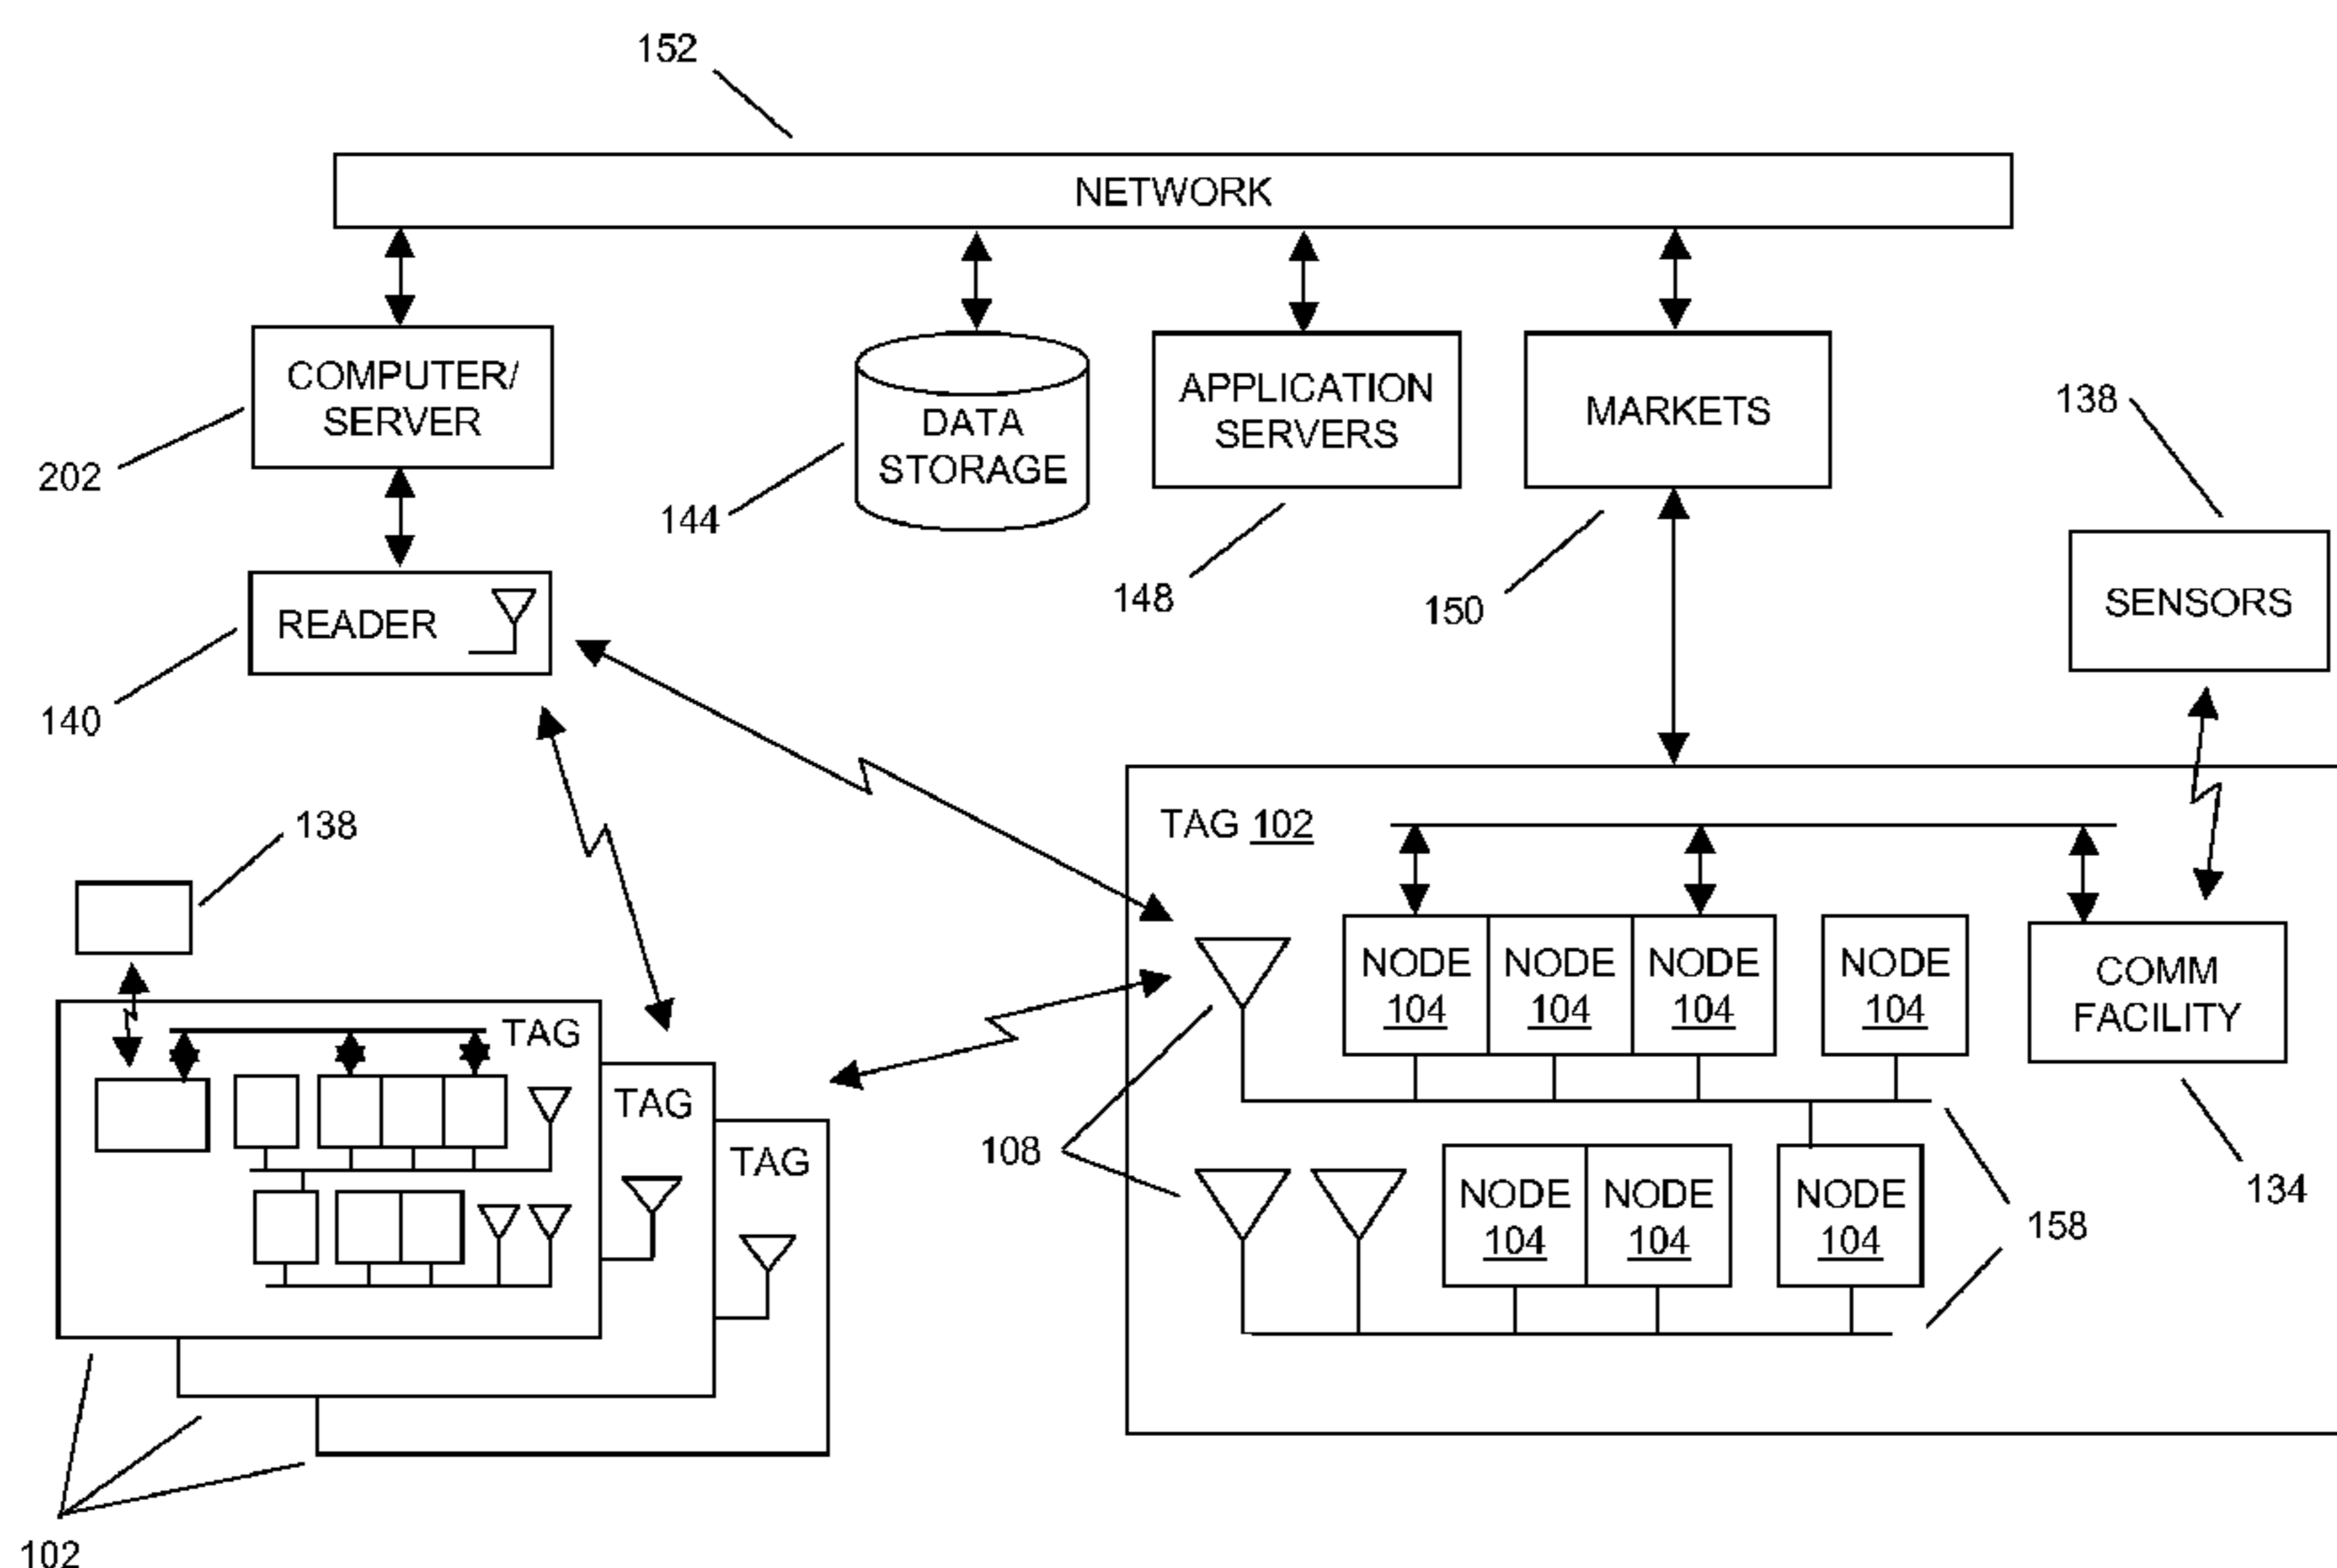 152
NETWORK
COMPUTER/
SERVER
202
DATA
STORAGE
144
APPLICATION
SERVERS
148
MARKETS
150
138
SENSORS
READER
140
138
TAG
TAG
TAG
102
TAG 102
NODE
104
NODE
104
NODE
104
NODE
104
COMM
FACILITY
134
108
NODE
104
NODE
104
NODE
104
158